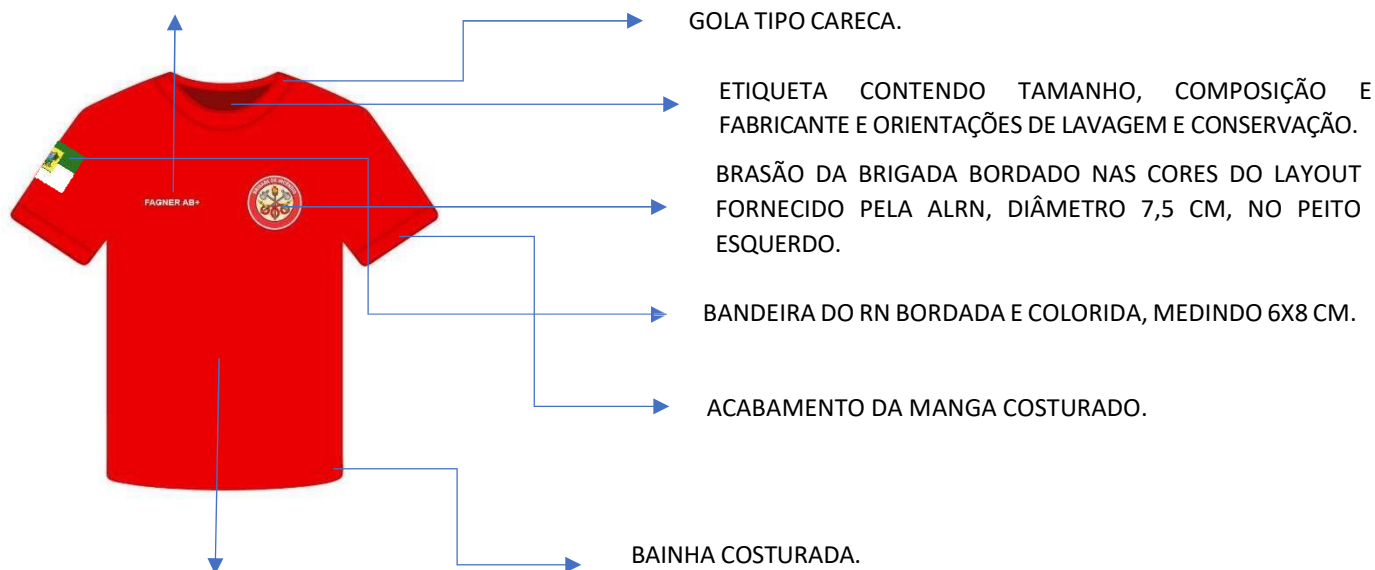 GOLA TIPO CARECA.
ETIQUETA CONTENDO TAMANHO, COMPOSIÇÃO E
FABRICANTE E ORIENTAÇÕES DE LAVAGEM E CONSERVAÇÃO.
BRASÃO DA BRIGADA BORDADO NAS CORES DO LAYOUT
FORNECIDO PELA ALRN, DIÂMETRO 7,5 CM, NO PEITO
ESQUERDO.
FAGNER AB+
BANDEIRA DO RN BORDADA E COLORIDA, MEDINDO 6X8 CM.
ACABAMENTO DA MANGA COSTURADO.
BAINHA COSTURADA.